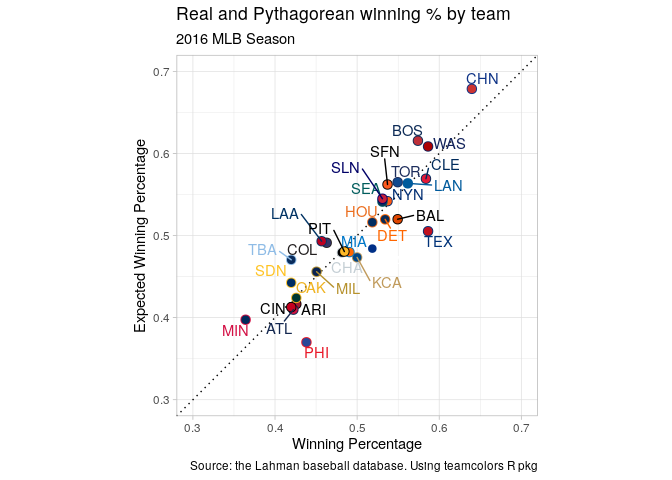 Real and Pythagorean winning % by team
2016 MLB Season
0.7
CHN
BOS
WAS
0.6
SFN
CLE
SLN
TOR
LAN
SEA
NYN
HOU
BAL
LAA
PIT
DET
TEX
0.5
MIA
TBA
COL
CHA
SDN
KCA
OAK
MIL
0.4
CIN
ARI
MIN
ATL
PHI
0.3
0.3
0.4
0.5
0.6
0.7
Expected Winning Percentage
Winning Percentage
Source: the Lahman baseball database. Using teamcolors R pkg